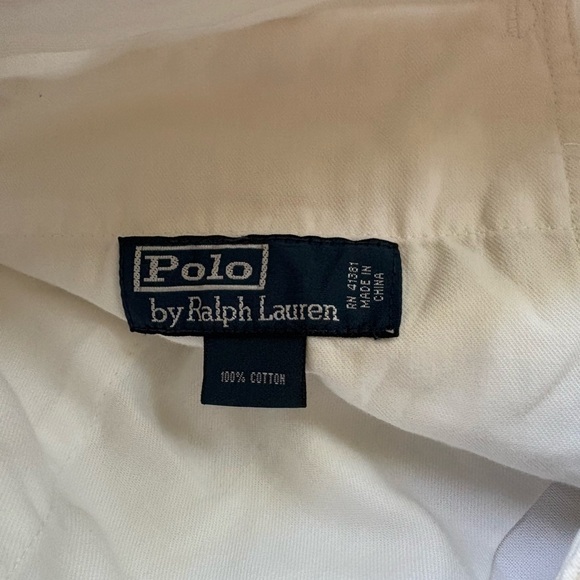 Polo
by Ralph Lauren
RN 41381
MADE IN
CHINA
100% COTTON